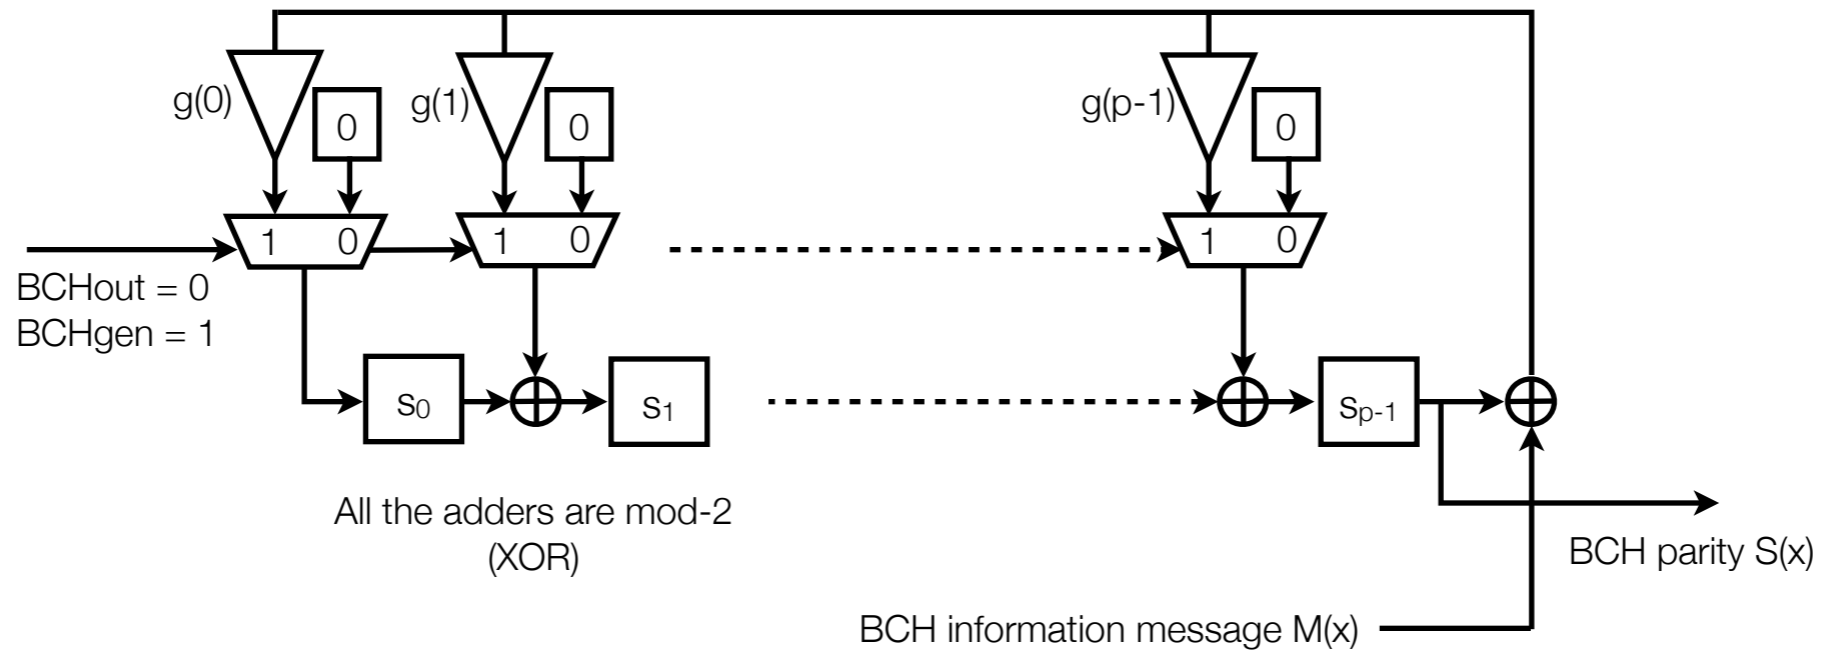 g(0)
0
g(1)
0
g(p-1)
0
1 0
1 0
1 0
BCHout = 0
BCHgen = 1
s0
s1
sp-1
All the adders are mod-2
(XOR)
BCH parity S(x)
BCH information message M(x)